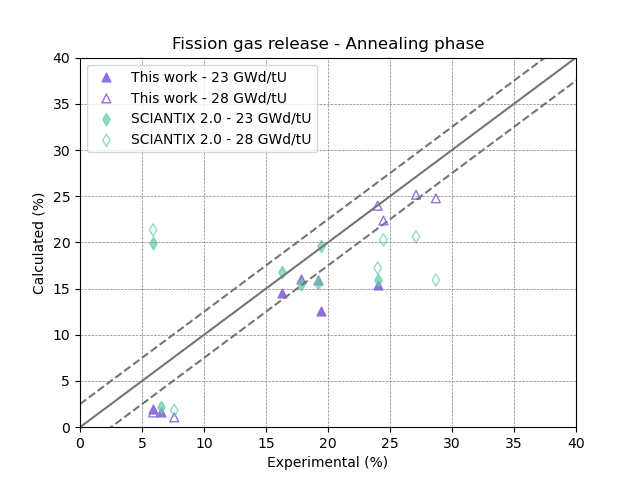 Fission gas release - Annealing phase
40
35
30
25
20
15
10
5
0
Calculated (%)
This work - 23 GWd/tU
This work - 28 GWd/tU
SCIANTIX 2.0 - 23 GWd/tU
SCIANTIX 2.0 - 28 GWd/tU
0 5 10 15 20 25 30 35 40
Experimental (%)